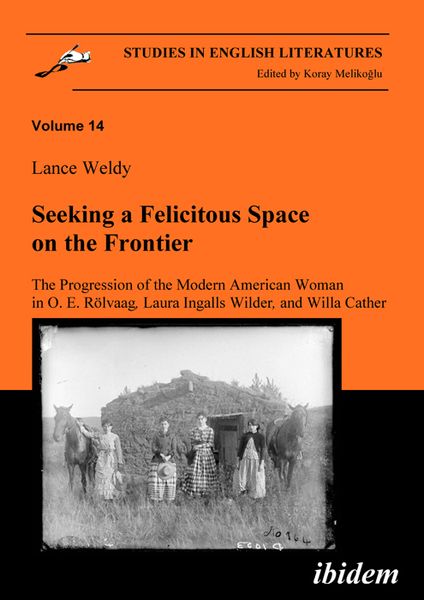 STUDIES IN ENGLISH LITERATURES
Edited by Koray Melikoğlu
Volume 14
Lance Weldy
Seeking a Felicitous Space
on the Frontier
The Progression of the Modern American Woman
in O. E. Rölvaag, Laura Ingalls Wilder, and Willa Cather
ibidem